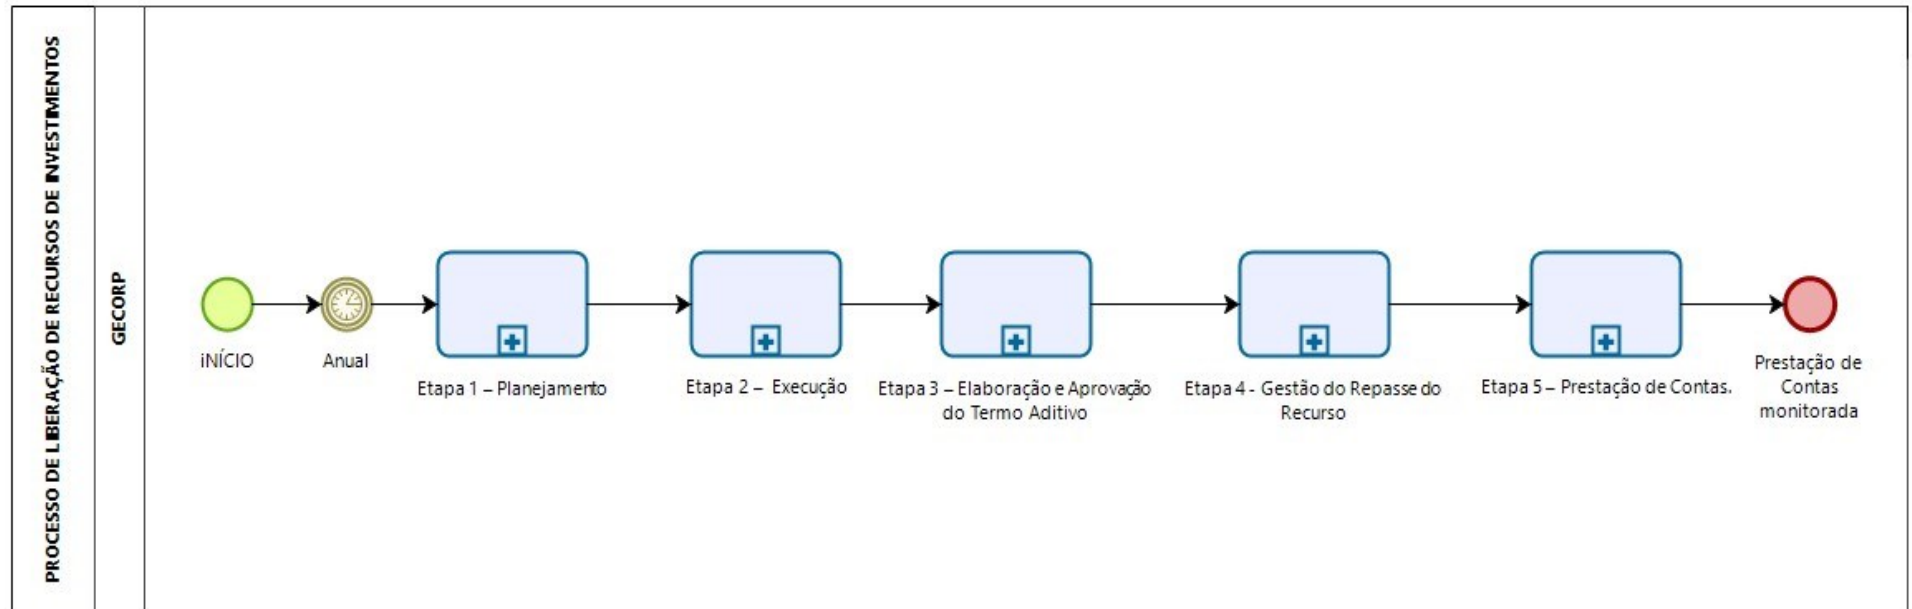 PROCESSO DE LIBERAÇÃO DE RECURSOS DE INVESTIMENTOS
GECORP
iNÍCIO
Anual
Etapa 1 – Planejamento
Etapa 2 – Execução
Etapa 3 – Elaboração e Aprovação
do Termo Aditivo
Etapa 4 - Gestão do Repasse do
Recurso
Etapa 5 – Prestação de Contas.
Prestação de
Contas
monitorada